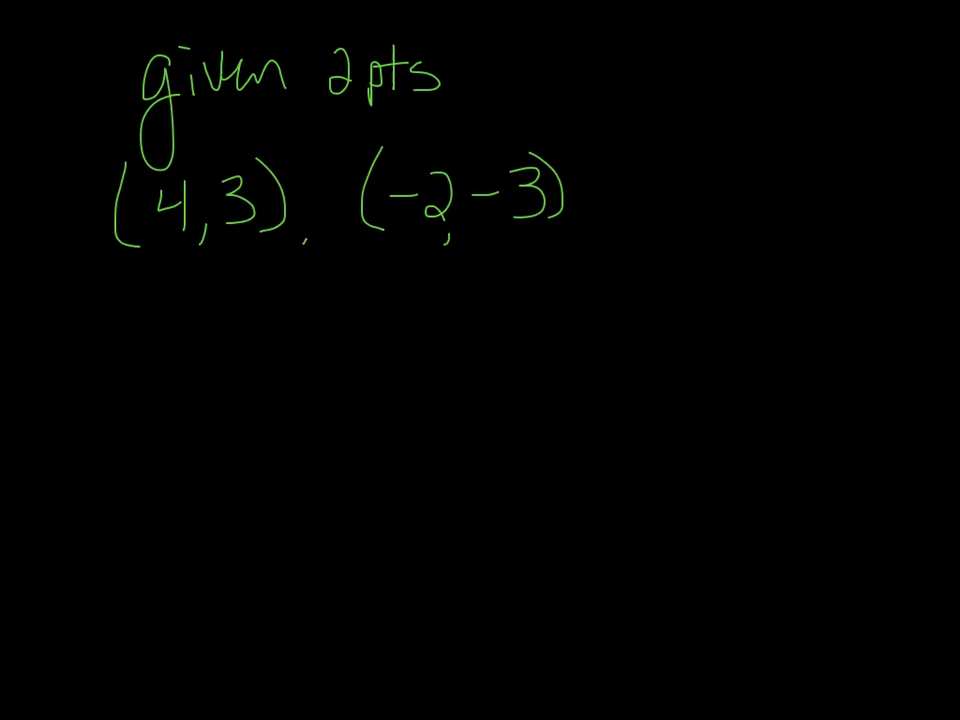 given 2pts
(4,3), (-2,-3)